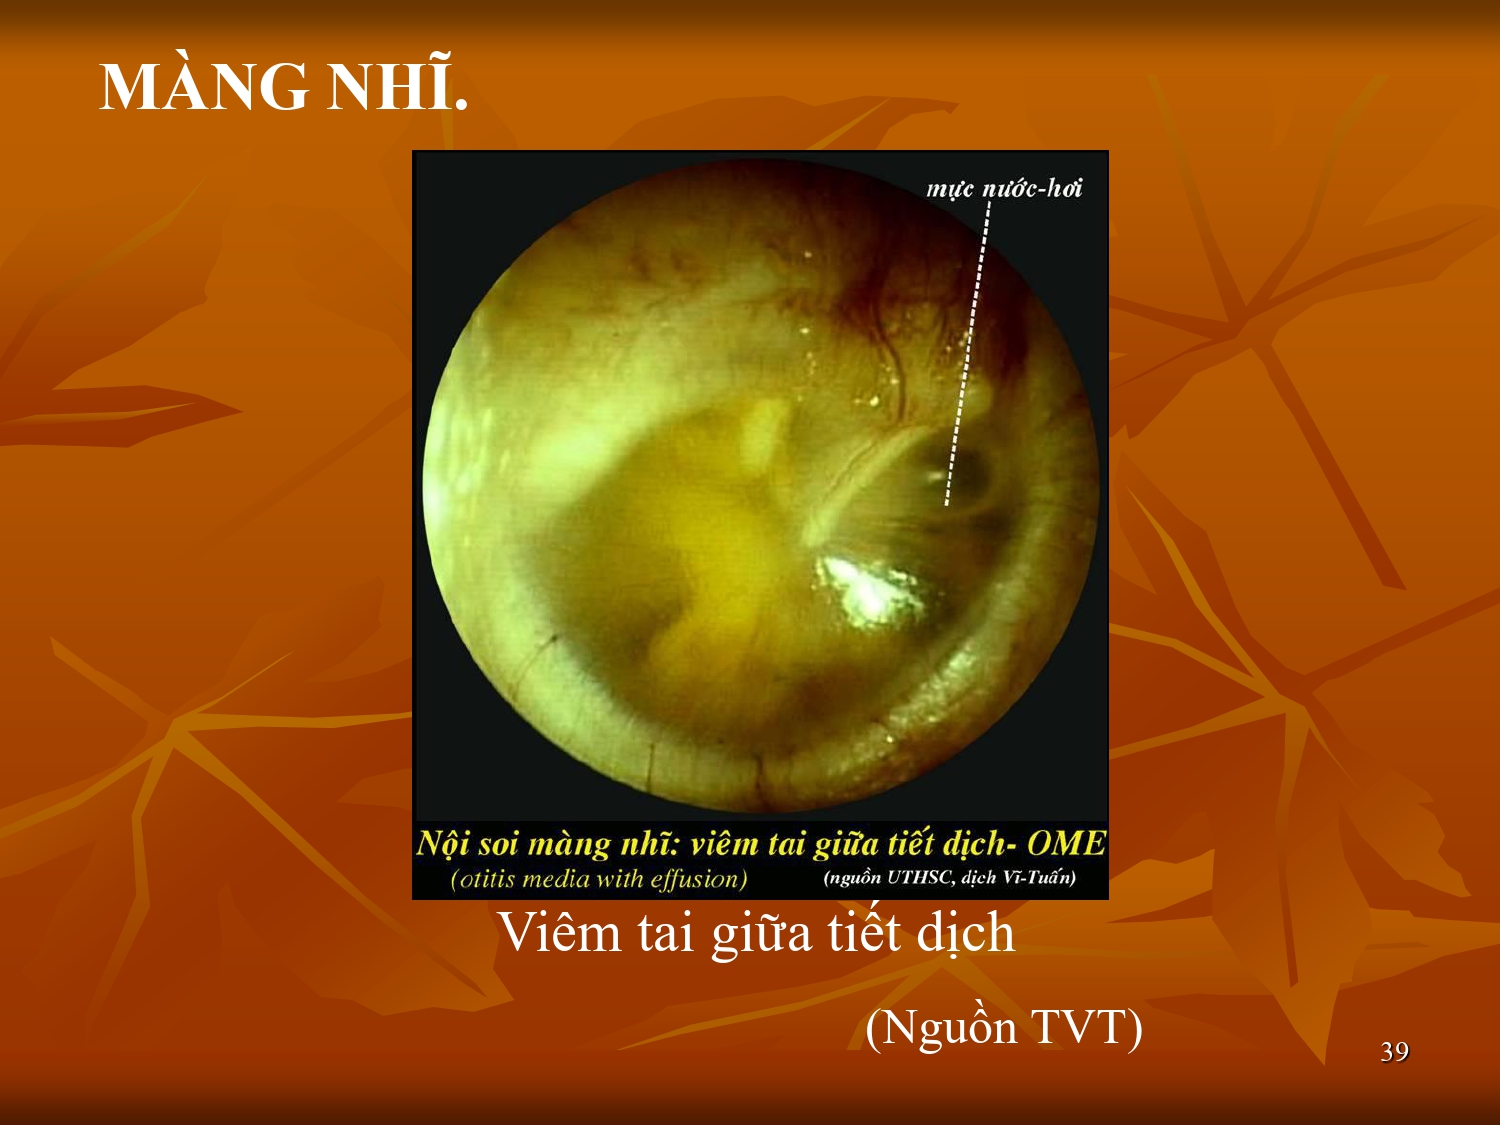 MÀNG NHĨ.
mực nước-hơi
Nội soi màng nhĩ: viêm tai giữa tiết dịch- OME
(otitis media with effusion) (nguồn UTHSC, dịch Vĩ-Tuấn)
Viêm tai giữa tiết dịch
(Nguồn TVT)
39